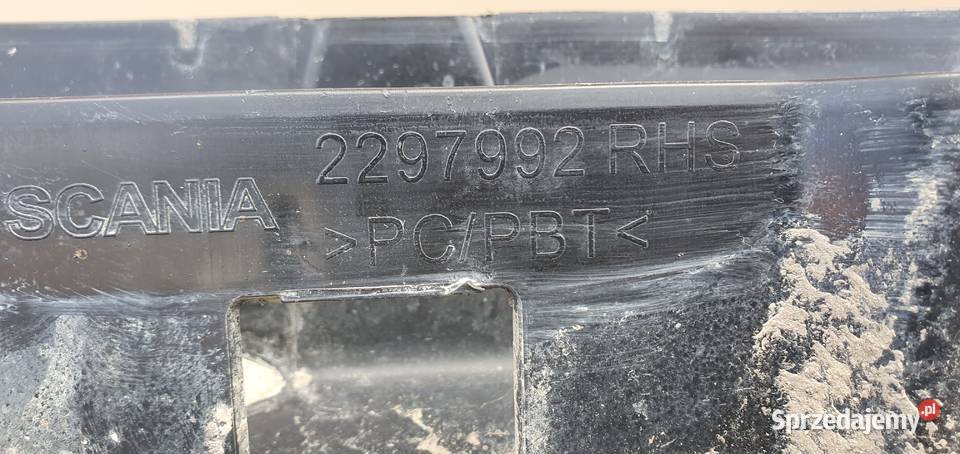 2297992 RHS
SCANIA
>PC/PBT<
Sprzedajemy.pl